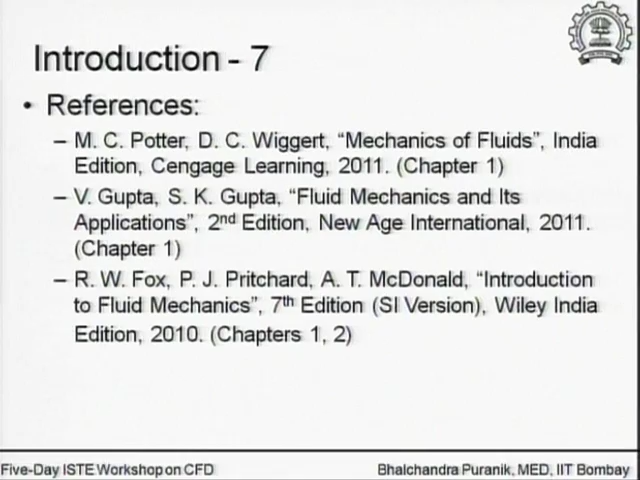 Introduction - 7
• References:
– M. C. Potter, D. C. Wiggert, “Mechanics of Fluids”, India
Edition, Cengage Learning, 2011. (Chapter 1)
– V. Gupta, S. K. Gupta, “Fluid Mechanics and Its
Applications”, 2nd Edition, New Age International, 2011.
(Chapter 1)
– R. W. Fox, P. J. Pritchard, A. T. McDonald, “Introduction
to Fluid Mechanics”, 7th Edition (SI Version), Wiley India
Edition, 2010. (Chapters 1, 2)
Five-Day ISTE Workshop on CFD
Bhalchandra Puranik, MED, IIT Bombay